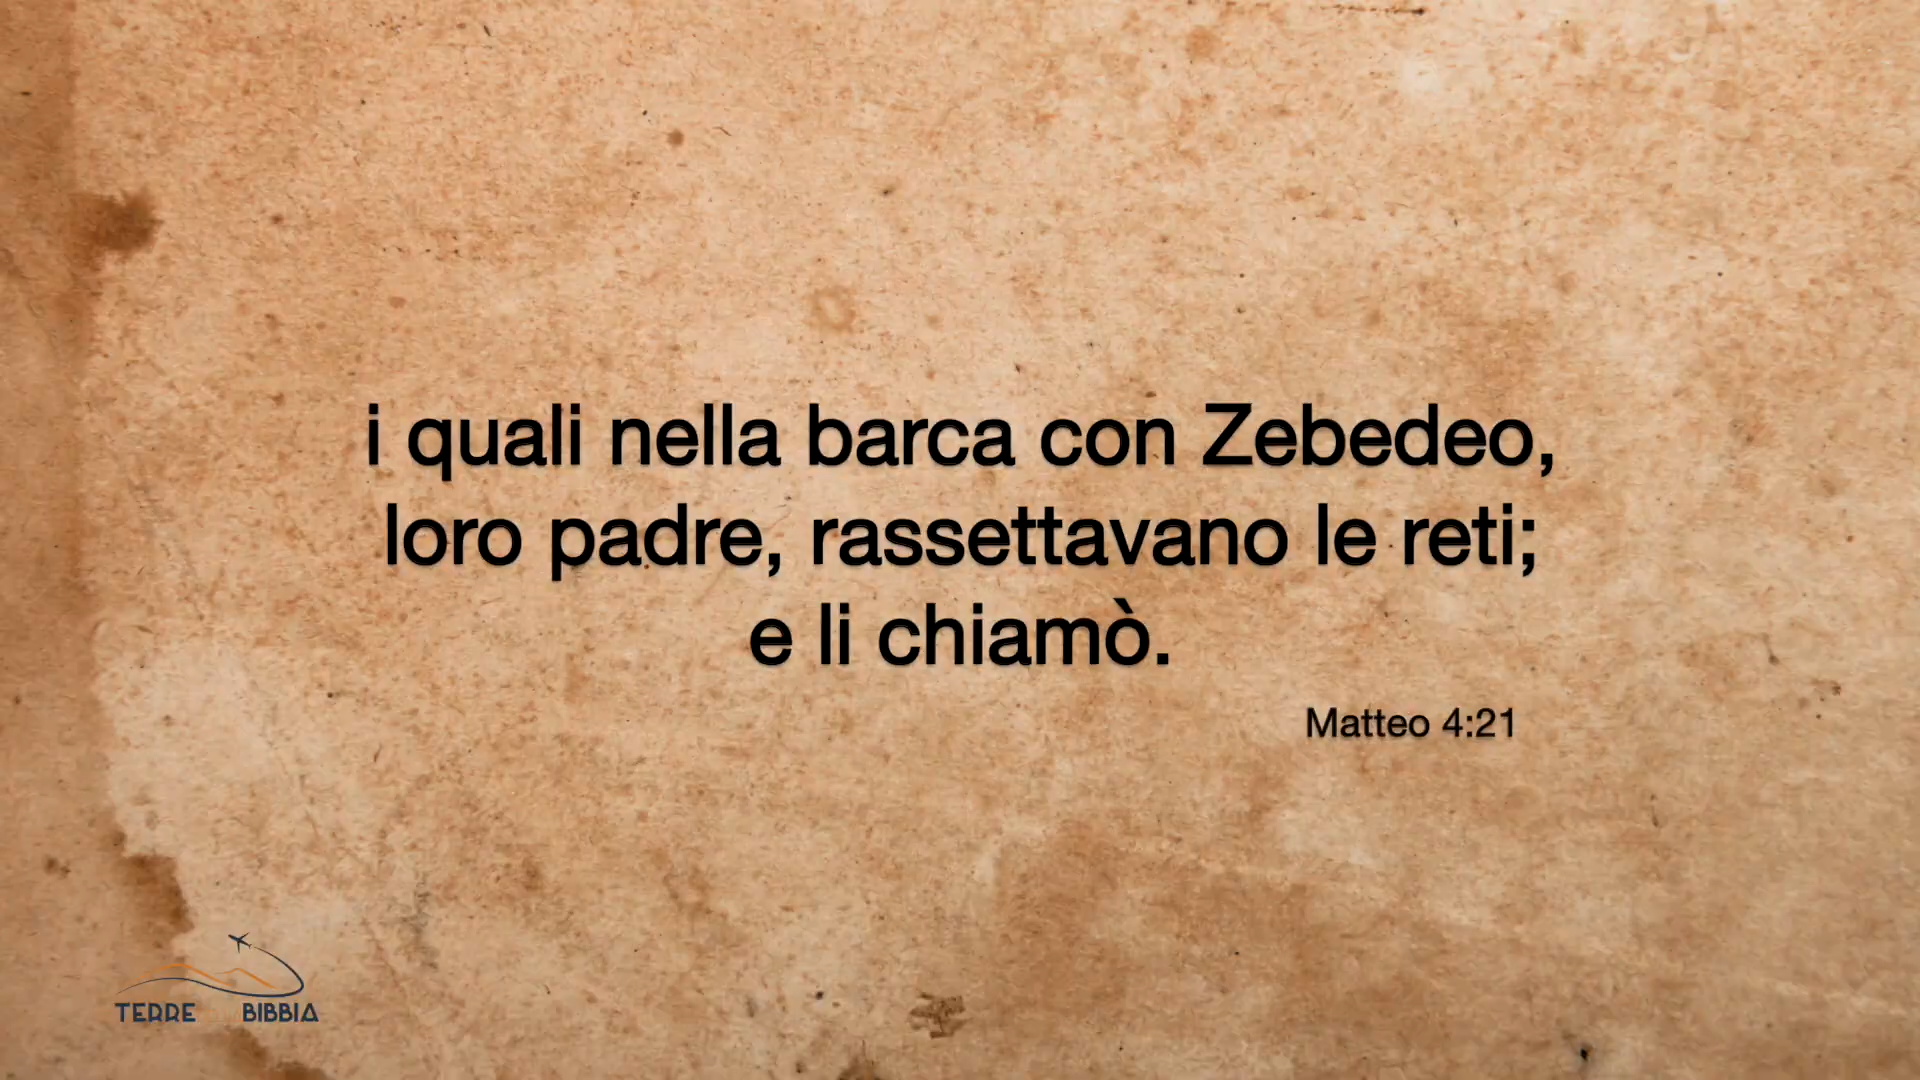 i quali nella barca con Zebedeo,
loro padre, rassettavano le reti;
e li chiamò.
Matteo 4:21
TERRE BIBBIA